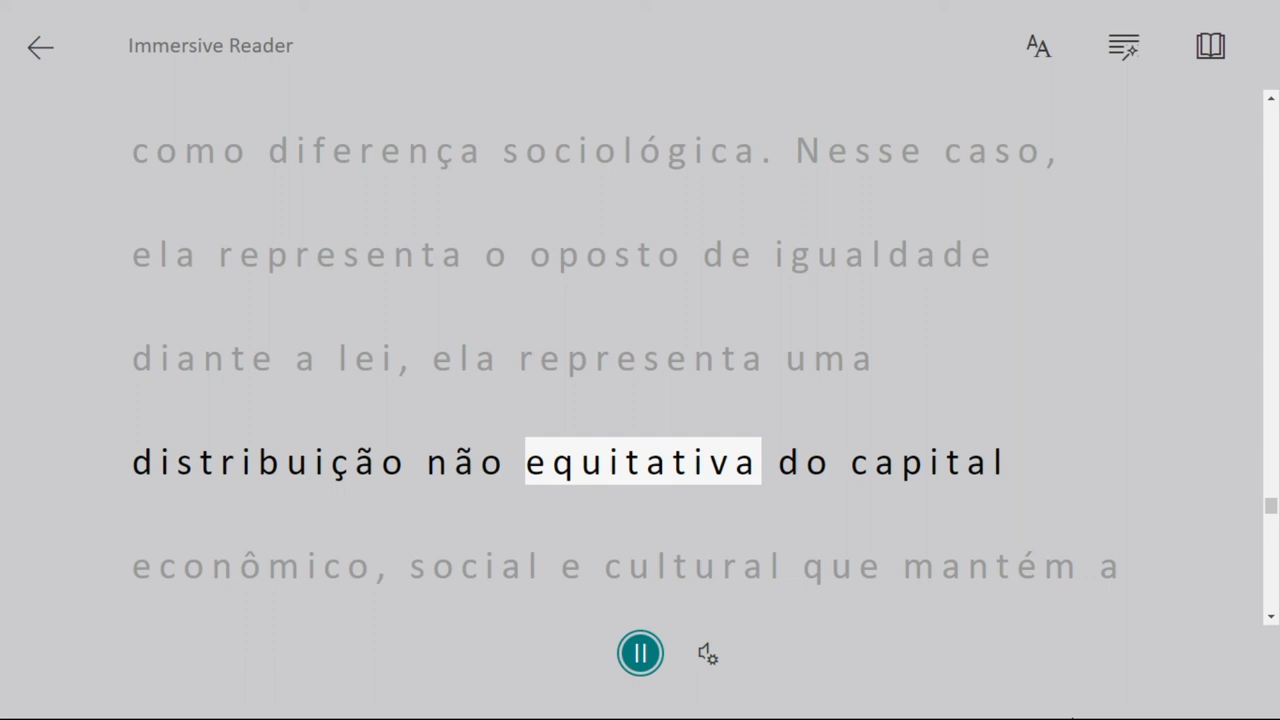 Immersive Reader
como diferença sociológica. Nesse caso,
ela representa o oposto de igualdade
diante a lei, ela representa uma
distribuição não equitativa do capital
econômico, social e cultural que mantém a